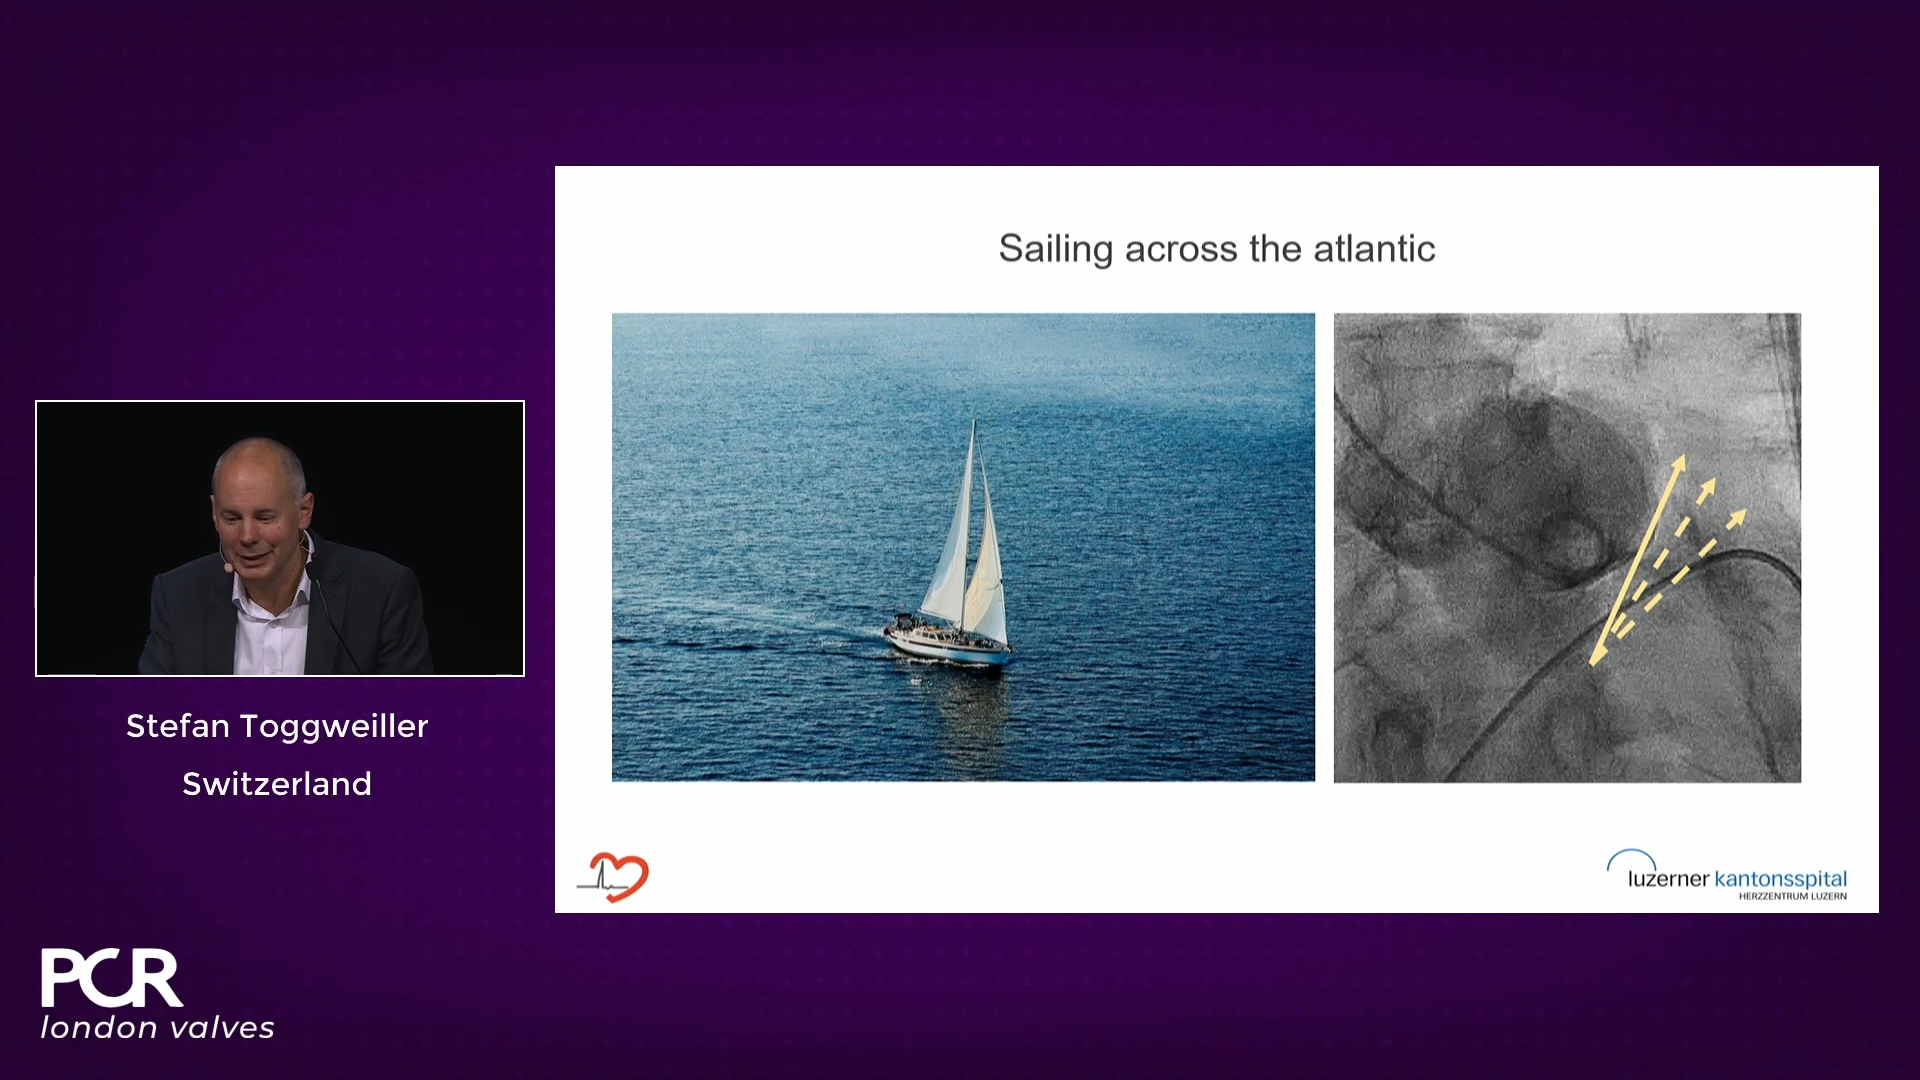 Sailing across the atlantic
Stefan Toggweiller
Switzerland
luzerner kantonsspital
HERZZENTRUM LUZERN
PCR
london valves